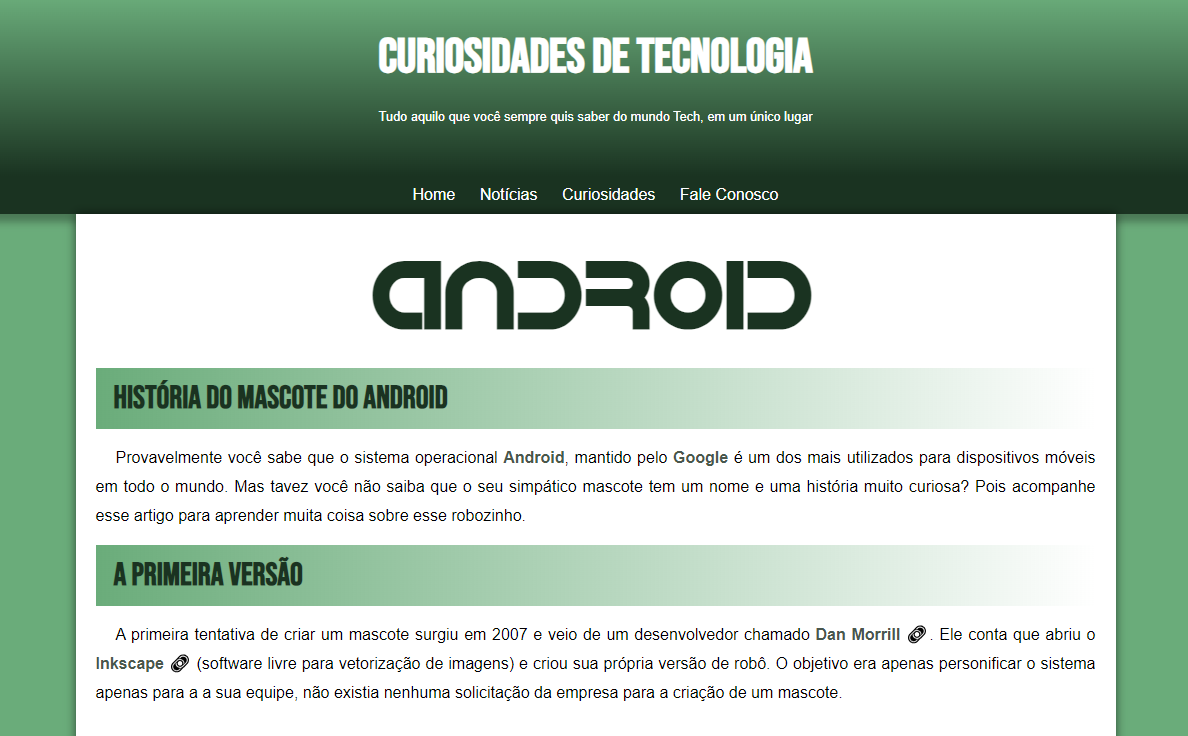 CURIOSIDADES DE TECNOLOGIA
Tudo aquilo que você sempre quis saber do mundo Tech, em um único lugar
Home Notícias Curiosidades Fale Conosco
ANDROID
HISTÓRIA DO MASCOTE DO ANDROID
Provavelmente você sabe que o sistema operacional Android, mantido pelo Google é um dos mais utilizados para dispositivos móveis
em todo o mundo. Mas tavez você não saiba que o seu simpático mascote tem um nome e uma história muito curiosa? Pois acompanhe
esse artigo para aprender muita coisa sobre esse robozinho.
A PRIMEIRA VERSÃO
A primeira tentativa de criar um mascote surgiu em 2007 e veio de um desenvolvedor chamado Dan Morrill . Ele conta que abriu o
Inkscape (software livre para vetorização de imagens) e criou sua própria versão de robô. O objetivo era apenas personificar o sistema
apenas para a a sua equipe, não existia nenhuma solicitação da empresa para a criação de um mascote.